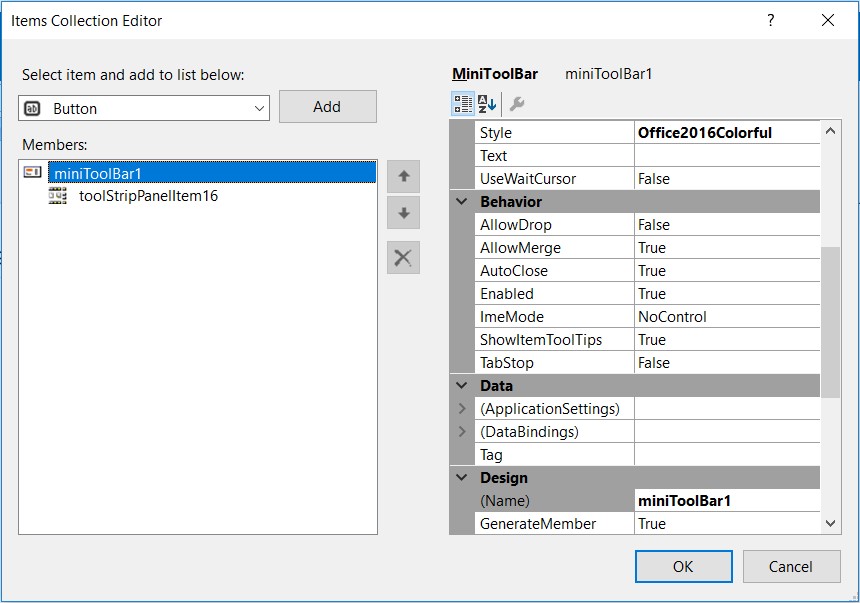 Items Collection Editor ?
Select item and add to list below:
ab Button
Add
Members:
miniToolBar1
toolStripPanelItem16
MiniToolBar miniToolBar1
A Z
Style Office2016Colorful
Text
UseWaitCursor False
Behavior
AllowDrop False
AllowMerge True
AutoClose True
Enabled True
ImeMode NoControl
ShowItemToolTips True
TabStop False
Data
(ApplicationSettings)
(DataBindings)
Tag
Design
(Name) miniToolBar1
GenerateMember True
OK Cancel